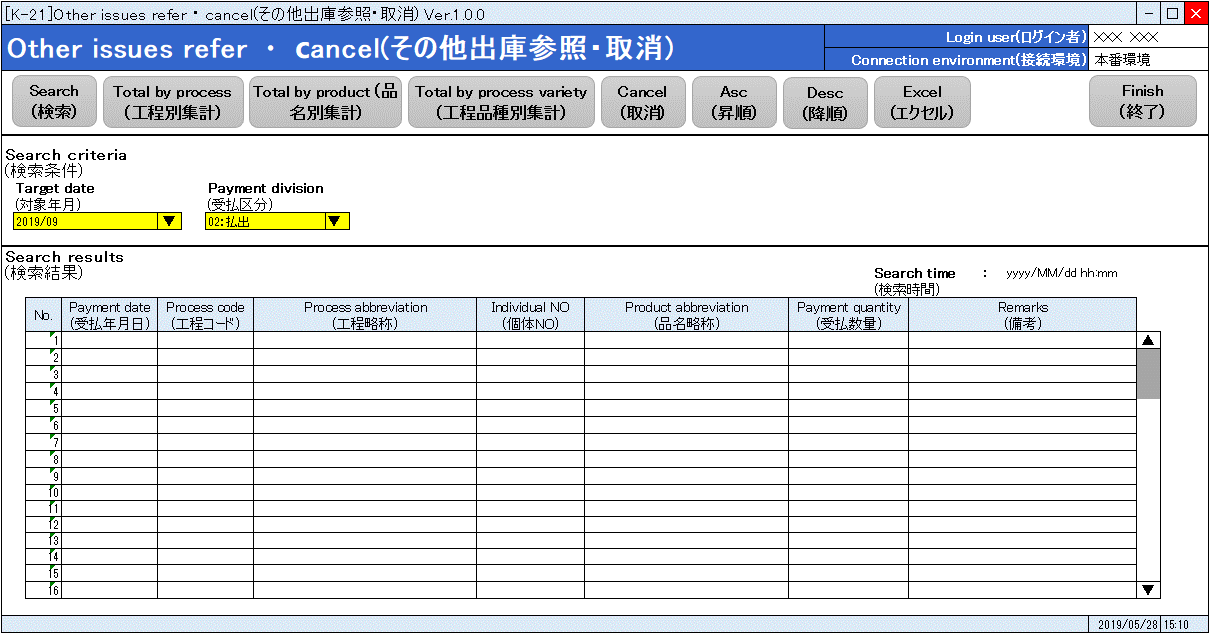 [K-21]Other issues refer・cancel(その他出庫参照・取消) Ver.1.0.0
Other issues refer ・ cancel(その他出庫参照・取消)
Login user(ログイン者) XXX XXX
Connection environment(接続環境) 本番環境
Search
(検索)
Total by process
(工程別集計)
Total by product (品
名別集計)
Total by process variety
(工程品種別集計)
Cancel
(取消)
Asc
(昇順)
Desc
(降順)
Excel
(エクセル)
Finish
(終了)
Search criteria
(検索条件)
Target date
(対象年月)
2019/09 ▼
Payment division
(受払区分)
02:払出 ▼
Search results
(検索結果)
Search time : yyyy/MM/dd hh:mm
(検索時間)
No.
Payment date
(受払年月日)
Process code
(工程コード)
Process abbreviation
(工程略称)
Individual NO
(個体NO)
Product abbreviation
(品名略称)
Payment quantity
(受払数量)
Remarks
(備考)
1
2
3
4
5
6
7
8
9
10
11
12
13
14
15
16
2019/05/28 15:10